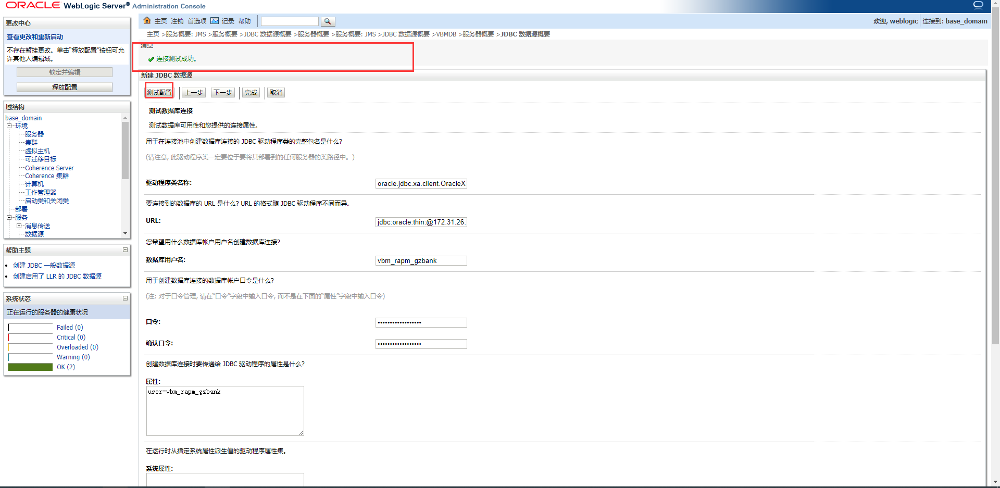 ORACLE WebLogic Server® Administration Console
更改中心
查看更改和重新启动
不存在暂挂更改。单击“释放配置”按钮可允
许其他人编辑域。
锁定并编辑
释放配置
域结构
base_domain
环境
服务器
集群
虚拟主机
可迁移目标
Coherence Server
Coherence 集群
计算机
工作管理器
启动类和关闭类
部署
服务
消息传送
数据源
帮助主题
创建 JDBC 一般数据源
创建启用了 LLR 的 JDBC 数据源
系统状态
正在运行的服务器的健康状况
Failed (0)
Critical (0)
Overloaded (0)
Warning (0)
OK (2)
主页 注销 首选项 记录 帮助
欢迎, weblogic 连接到: base_domain
主页 >服务概要: JMS >服务概要 >JDBC 数据源概要 >服务器概要 >服务概要: JMS >JDBC 数据源概要 >VBMDB >服务器概要 >JDBC 数据源概要
消息
连接测试成功。
新建 JDBC 数据源
测试配置 上一步 下一步 完成 取消
测试数据库连接
测试数据库可用性和您提供的连接属性。
用于在连接池中创建数据库连接的 JDBC 驱动程序类的完整包名是什么?
(请注意, 此驱动程序类一定要位于要将其部署到的任何服务器的类路径中。)
驱动程序类名称: oracle.jdbc.xa.client.OracleX
要连接到的数据库的 URL 是什么? URL 的格式随 JDBC 驱动程序不同而异。
URL: jdbc:oracle:thin:@172.31.26.
您希望用什么数据库帐户用户名创建数据库连接?
数据库用户名: vbm_rapm_gzbank
用于创建数据库连接的数据库帐户口令是什么?
(注: 对于口令管理, 请在“口令”字段中输入口令, 而不是在下面的“属性”字段中输入口令)
口令: ••••••••••••••••••
确认口令: ••••••••••••••••••
创建数据库连接时要传递给 JDBC 驱动程序的属性是什么?
属性:
user=vbm_rapm_gzbank
在运行时从指定系统属性派生值的驱动程序属性集。
系统属性: